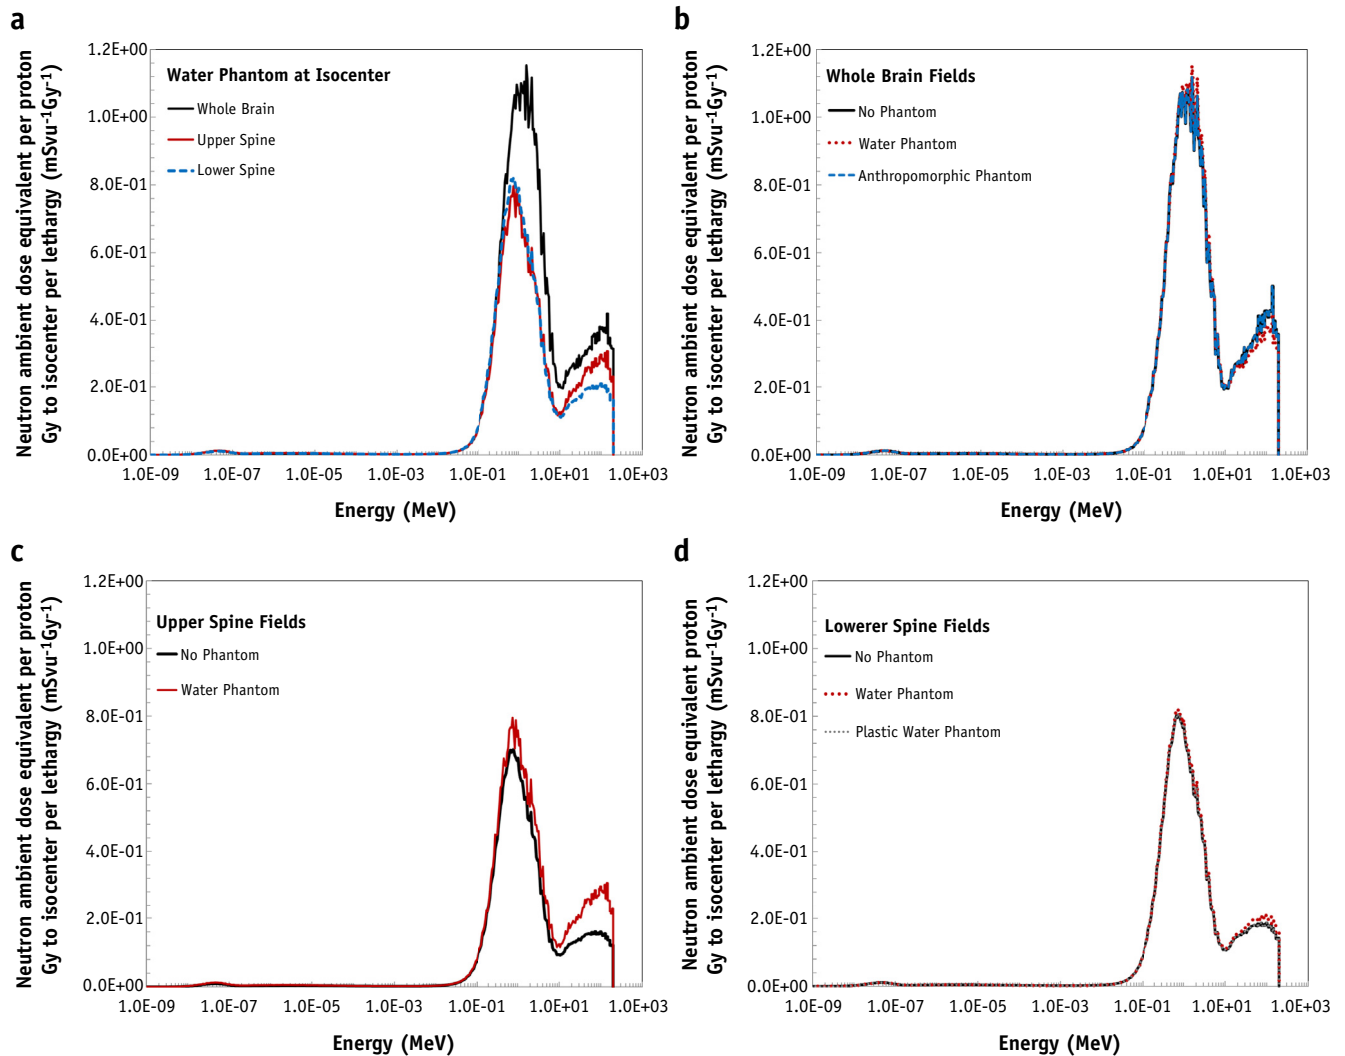 a
Neutron ambient dose equivalent per proton
Gy to isocenter per lethargy (mSvu-1Gy-1)
1.2E+00
1.0E+00
8.0E-01
6.0E-01
4.0E-01
2.0E-01
0.0E+00
Water Phantom at Isocenter
Whole Brain
Upper Spine
Lower Spine
1.0E-09 1.0E-07 1.0E-05 1.0E-03 1.0E-01 1.0E+01 1.0E+03
Energy (MeV)
b
Neutron ambient dose equivalent per proton
Gy to isocenter per lethargy (mSvu-1Gy-1)
1.2E+00
1.0E+00
8.0E-01
6.0E-01
4.0E-01
2.0E-01
0.0E+00
Whole Brain Fields
No Phantom
Water Phantom
Anthropomorphic Phantom
1.0E-09 1.0E-07 1.0E-05 1.0E-03 1.0E-01 1.0E+01 1.0E+03
Energy (MeV)
c
Neutron ambient dose equivalent per proton
Gy to isocenter per lethargy (mSvu-1Gy-1)
1.2E+00
1.0E+00
8.0E-01
6.0E-01
4.0E-01
2.0E-01
0.0E+00
Upper Spine Fields
No Phantom
Water Phantom
1.0E-09 1.0E-07 1.0E-05 1.0E-03 1.0E-01 1.0E+01 1.0E+03
Energy (MeV)
d
Neutron ambient dose equivalent proton
Gy to isocenter per lethargy (mSvu-1Gy-1)
1.2E+00
1.0E+00
8.0E-01
6.0E-01
4.0E-01
2.0E-01
0.0E+00
Lowerer Spine Fields
No Phantom
Water Phantom
Plastic Water Phantom
1.0E-09 1.0E-07 1.0E-05 1.0E-03 1.0E-01 1.0E+01 1.0E+03
Energy (MeV)